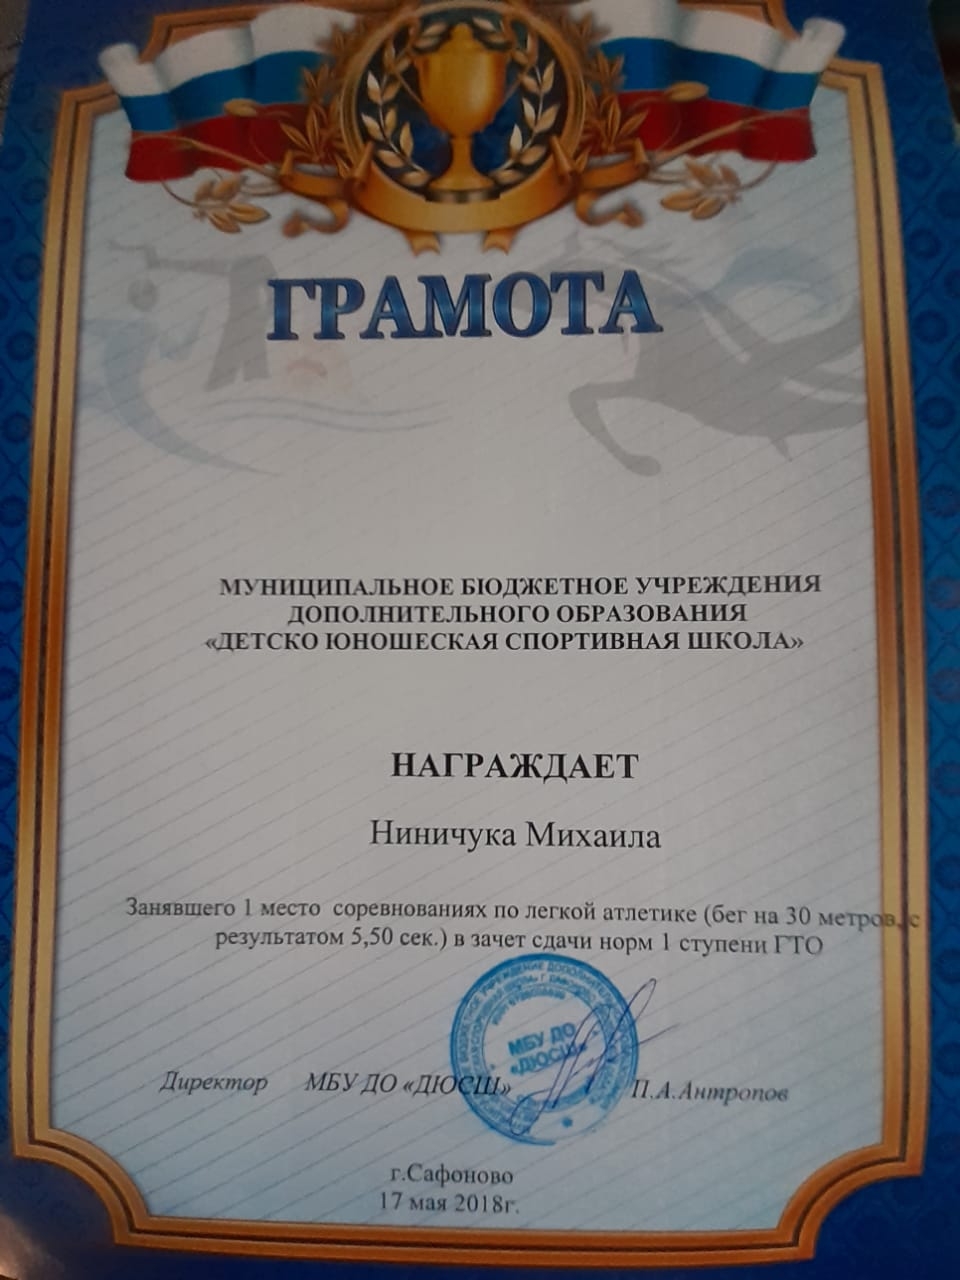 ГРАМОТА
МУНИЦИПАЛЬНОЕ БЮДЖЕТНОЕ УЧРЕЖДЕНИЯ
ДОПОЛНИТЕЛЬНОГО ОБРАЗОВАНИЯ
«ДЕТСКО ЮНОШЕСКАЯ СПОРТИВНАЯ ШКОЛА»
НАГРАЖДАЕТ
Ниничука Михаила
Занявшего 1 место соревнованиях по легкой атлетике (бег на 30 метров, с
результатом 5,50 сек.) в зачет сдачи норм 1 ступени ГТО
МБУ ДО
«ДЮСШ»
Директор МБУ ДО «ДЮСШ» П.А.Антропов
г.Сафоново
17 мая 2018г.